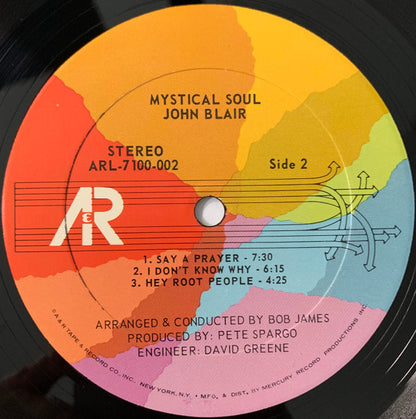 MYSTICAL SOUL
JOHN BLAIR
STEREO
ARL-7100-002
Side 2
A&R
1. SAY A PRAYER - 7:30
2. I DON'T KNOW WHY - 6:15
3. HEY ROOT PEOPLE - 4:25
ARRANGED & CONDUCTED BY BOB JAMES
PRODUCED BY: PETE SPARGO
ENGINEER: DAVID GREENE
© A & R TAPE & RECORD CO., INC., NEW YORK, N.Y. • MFG. & DIST. BY MERCURY RECORD PRODUCTIONS, INC.